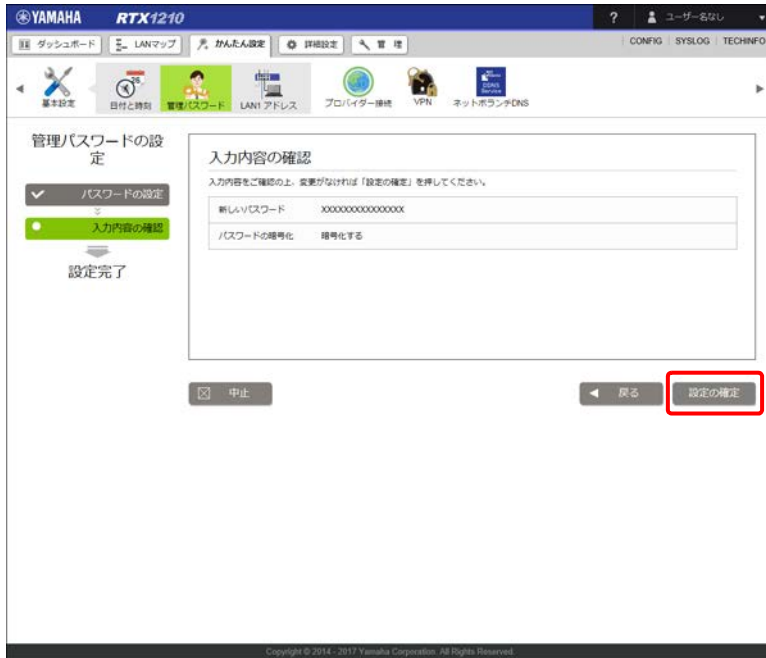 YAMAHA RTX1210 ? ユーザー名なし
ダッシュボード LANマップ かんたん設定 詳細設定 管理 CONFIG SYSLOG TECHINFO
基本設定 日付と時刻 管理パスワード LAN1 アドレス プロバイダー接続 VPN ネットボランチDNS
26
DDNS
Service
管理パスワードの設
定
パスワードの設定
入力内容の確認
設定完了
入力内容の確認
入力内容をご確認の上、変更がなければ「設定の確定」を押してください。
新しいパスワード XXXXXXXXXXXXXXX
パスワードの暗号化 暗号化する
中止 戻る 設定の確定
Copyright © 2014 - 2017 Yamaha Corporation. All Rights Reserved.